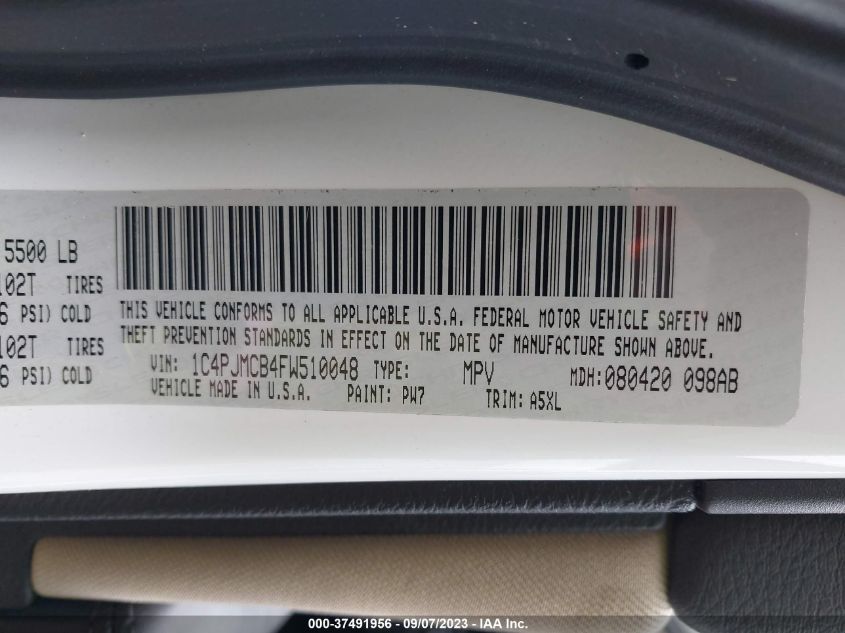 5500 LB
102T TIRES
6 PSI) COLD
102T TIRES
6 PSI) COLD
THIS VEHICLE CONFORMS TO ALL APPLICABLE U.S.A. FEDERAL MOTOR VEHICLE SAFETY AND
THEFT PREVENTION STANDARDS IN EFFECT ON THE DATE OF MANUFACTURE SHOWN ABOVE.
VIN: 1C4PJMCB4FW510048 TYPE: MPV MDH: 080420 098AB
VEHICLE MADE IN U.S.A. PAINT: PW7 TRIM: A5XL
000-37491956 - 09/07/2023 - IAA Inc.